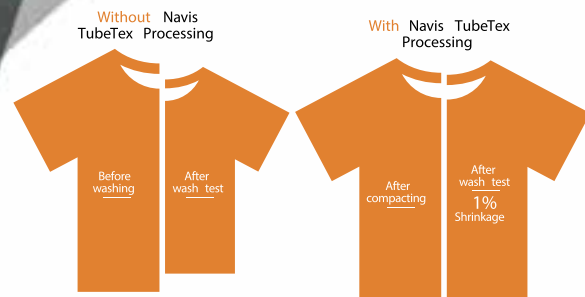 Without Navis
TubeTex Processing
Before
washing
After
wash test
With Navis TubeTex
Processing
After
compacting
After
wash test
1%
Shrinkage